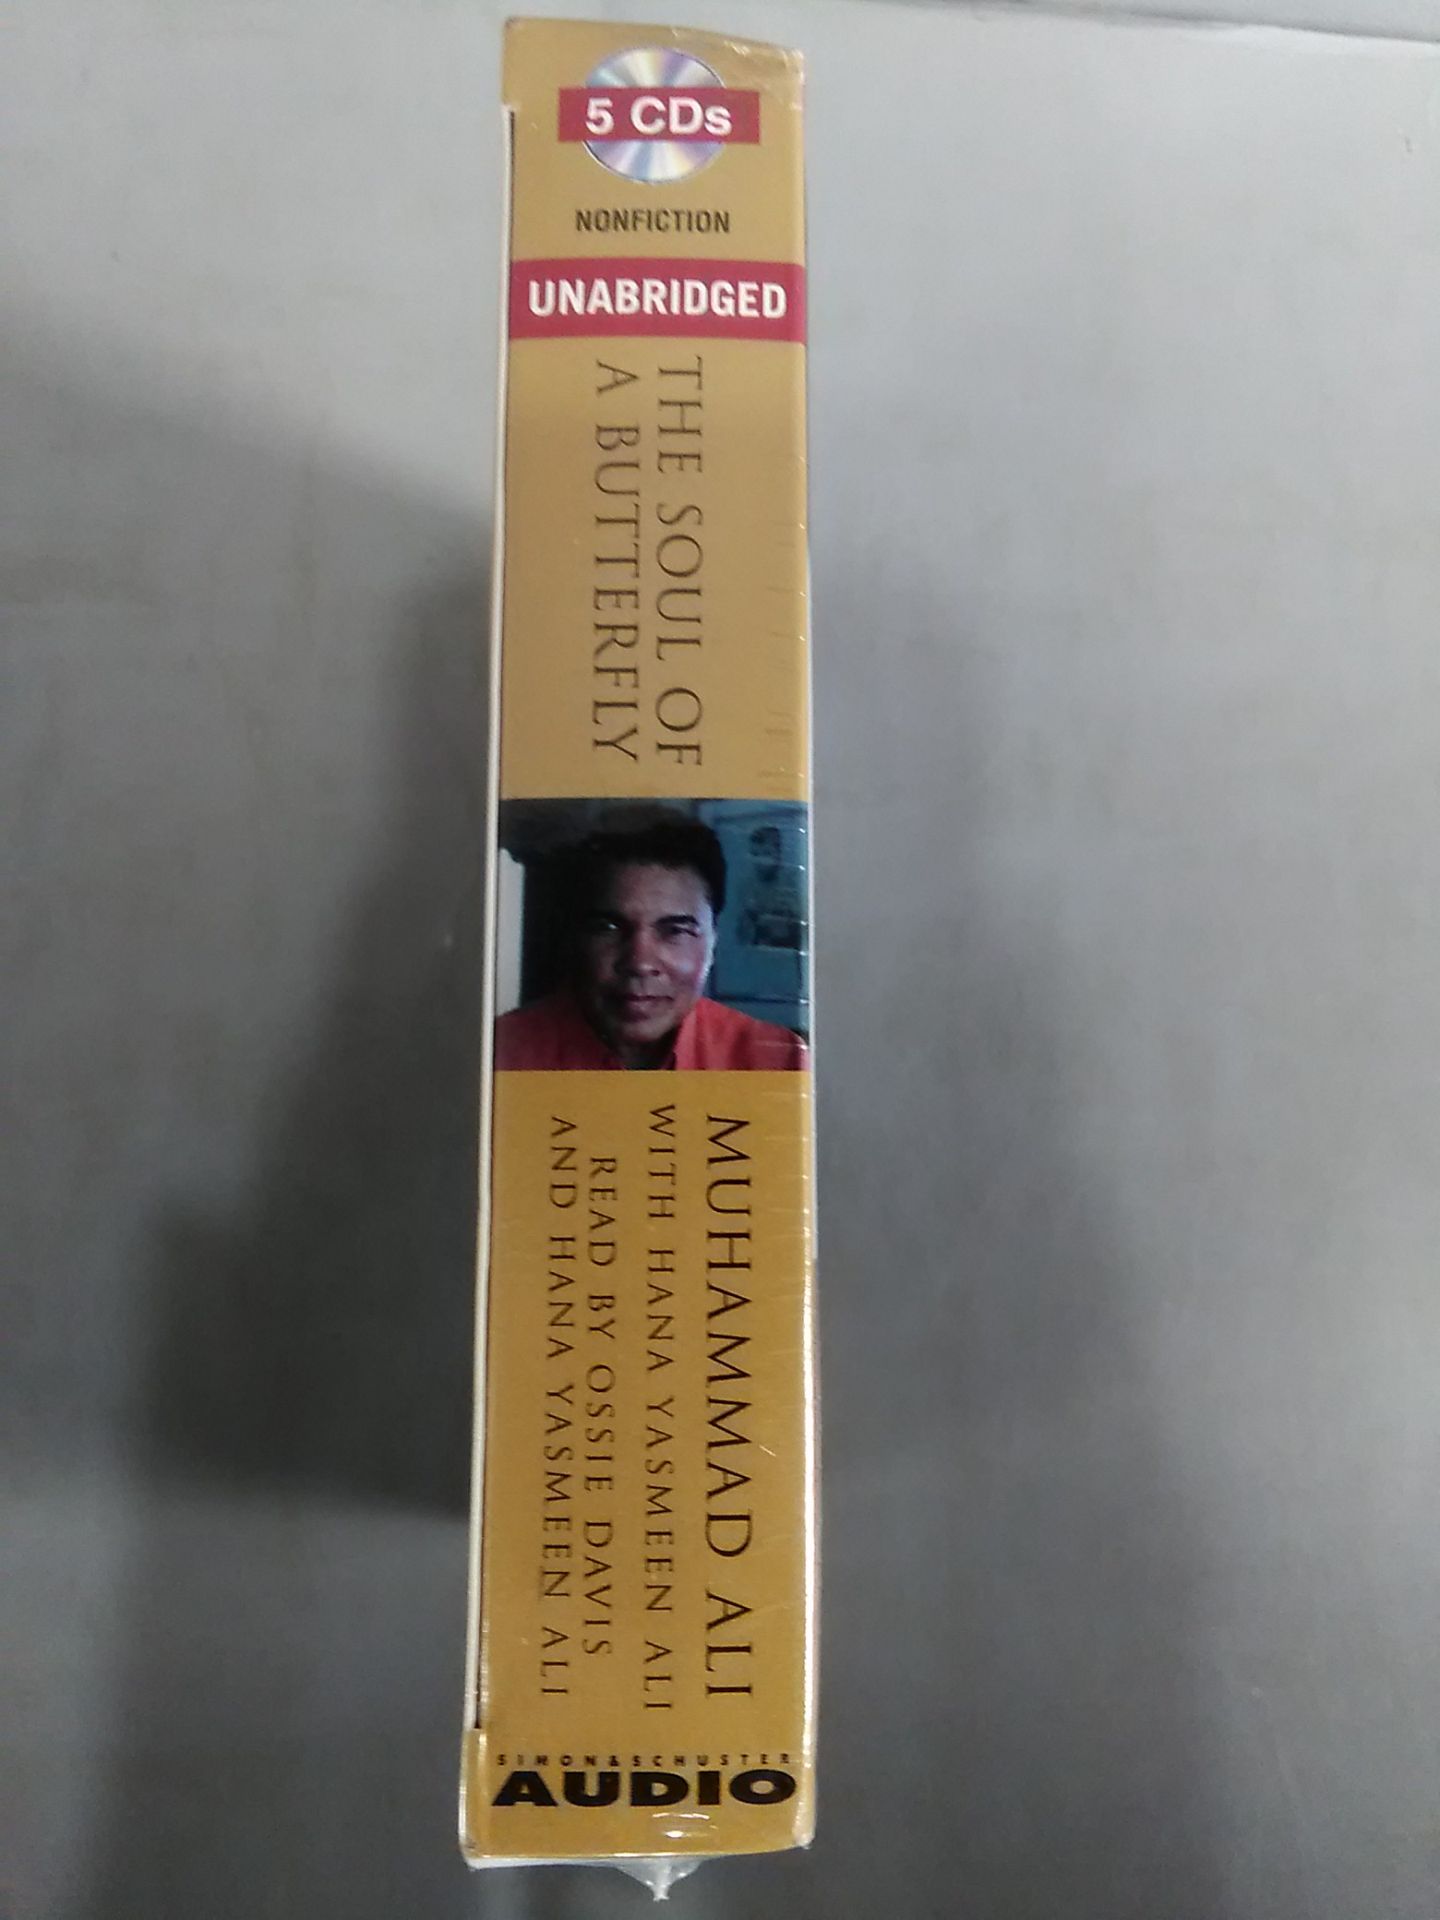 5 CDs
NONFICTION
UNABRIDGED
THE SOUL OF
A BUTTERFLY
MUHAMMAD ALI
WITH HANA YASMEEN ALI
READ BY OSSIE DAVIS
AND HANA YASMEEN ALI
SIMON & SCHUSTER
AUDIO